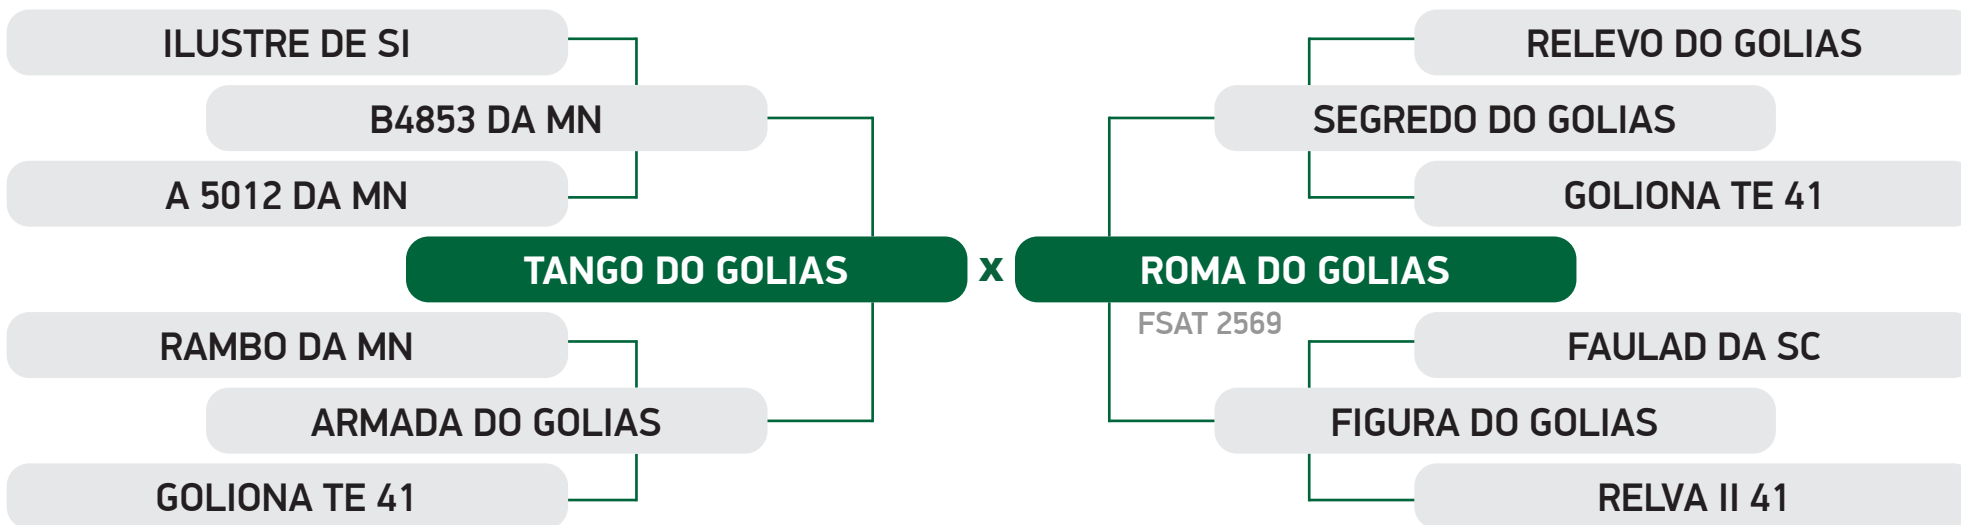 ILUSTRE DE SI
RELEVO DO GOLIAS
B4853 DA MN
SEGREDO DO GOLIAS
A 5012 DA MN
GOLIONA TE 41
TANGO DO GOLIAS x ROMA DO GOLIAS
FSAT 2569
RAMBO DA MN
FAULAD DA SC
ARMADA DO GOLIAS
FIGURA DO GOLIAS
GOLIONA TE 41
RELVA II 41